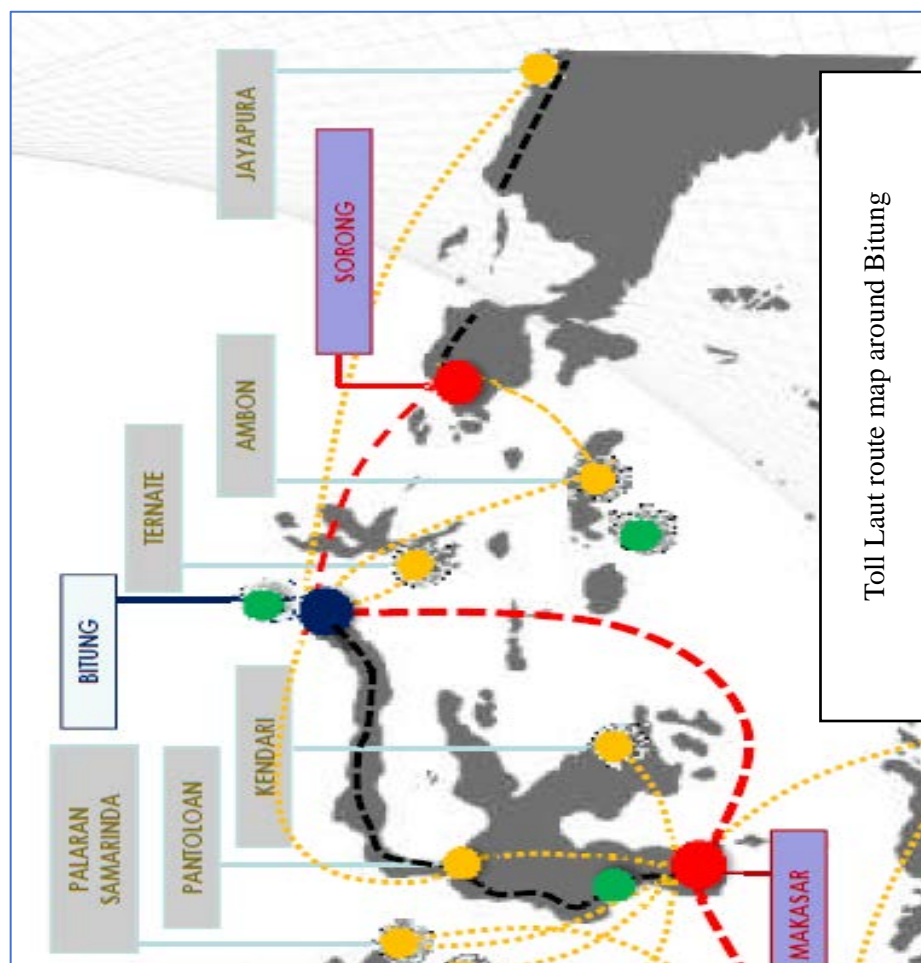 JAYAPURA
SORONG
AMBON
TERNATE
BITUNG
KENDARI
PALARAN
SAMARINDA
PANTOLOAN
MAKASAR
Toll Laut route map around Bitung